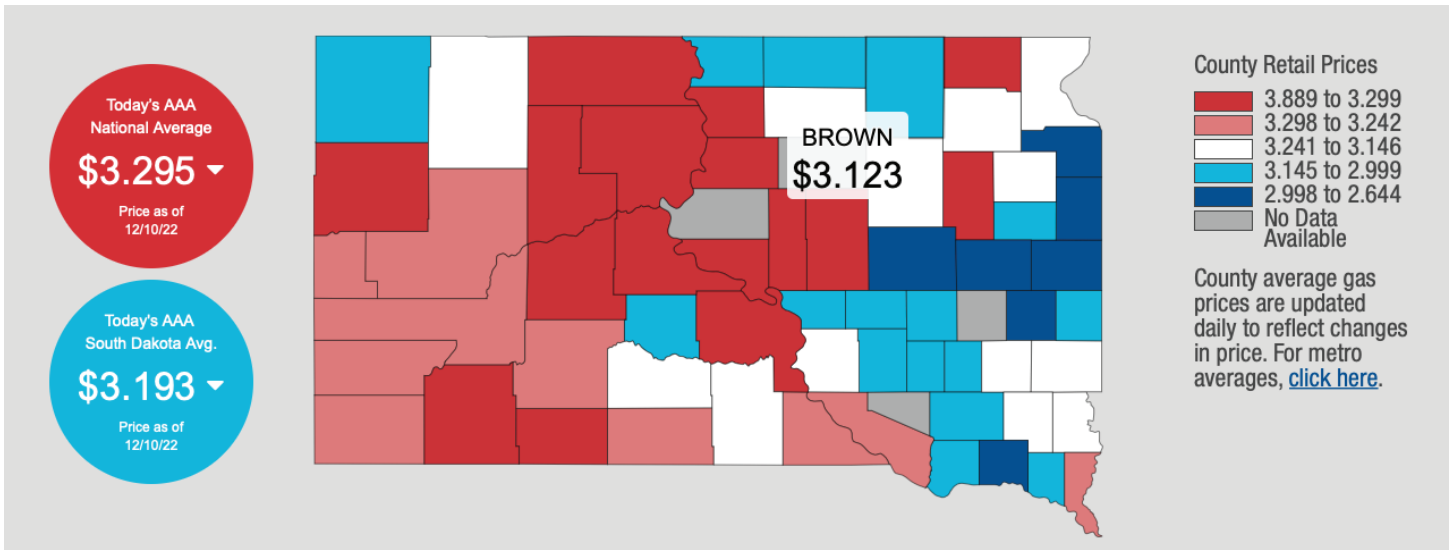 Today's AAA
National Average
$3.295
Price as of
12/10/22
Today's AAA
South Dakota Avg.
$3.193
Price as of
12/10/22
BROWN
$3.123
County Retail Prices
3.889 to 3.299
3.298 to 3.242
3.241 to 3.146
3.145 to 2.999
2.998 to 2.644
No Data
Available
County average gas
prices are updated
daily to reflect changes
in price. For metro
averages, click here.